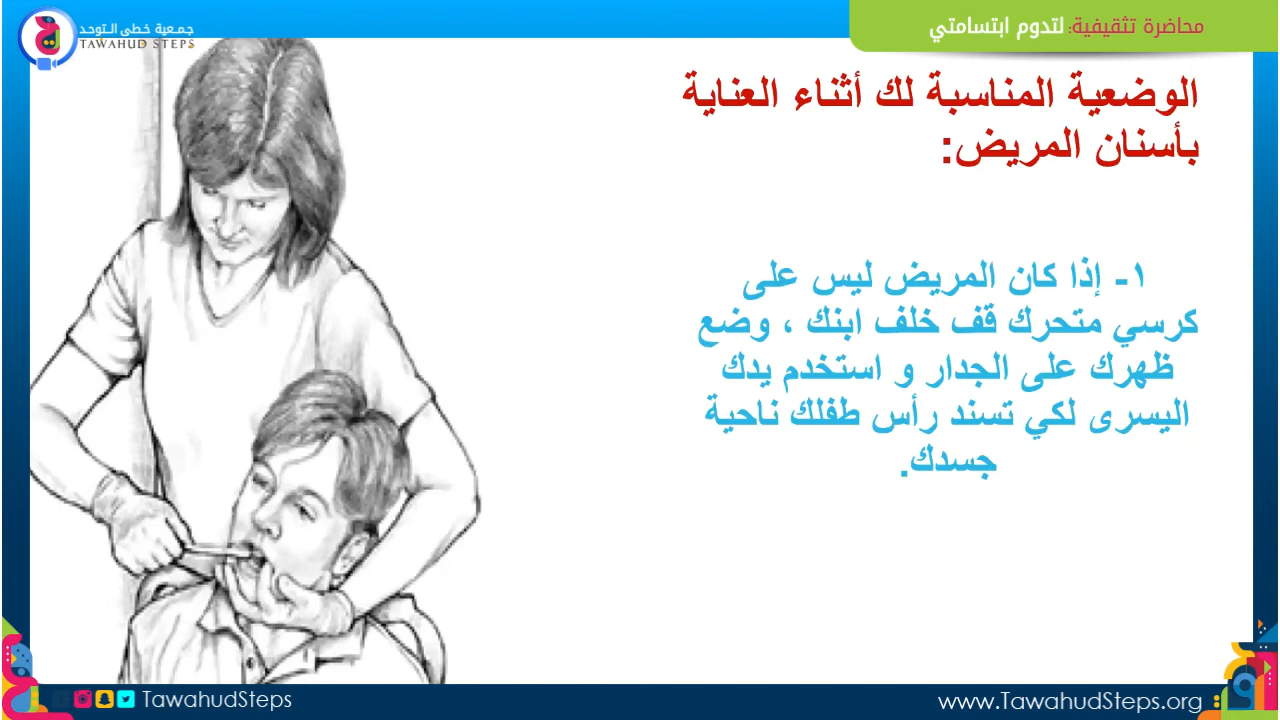 جـمـعية خطى الـتوحـد
TAWAHUD STEPS
محاضرة تثقيفية: لتدوم ابتسامتي
الوضعية المناسبة لك أثناء العناية
بأسنان المريض:
١- إذا كان المريض ليس على
كرسي متحرك قف خلف ابنك ، وضع
ظهرك على الجدار و استخدم يدك
اليسرى لكي تسند رأس طفلك ناحية
جسدك.
TawahudSteps
www.TawahudSteps.org